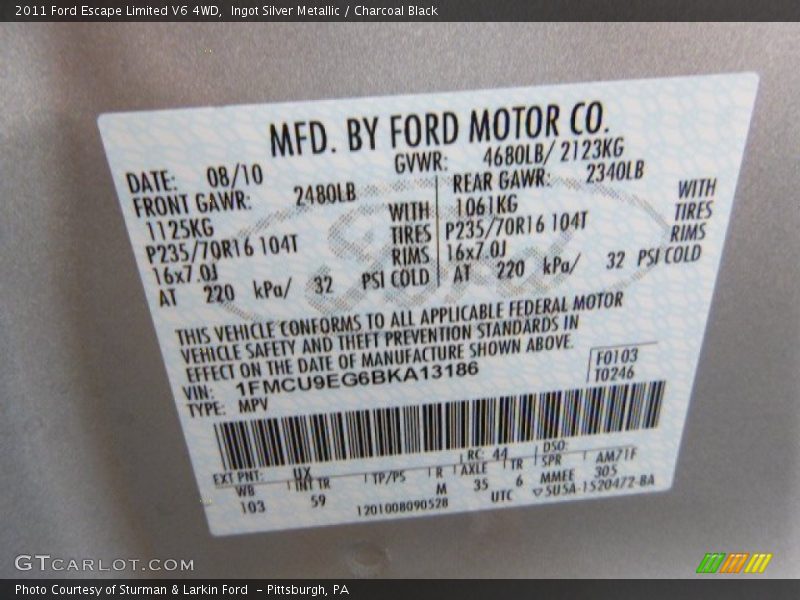 2011 Ford Escape Limited V6 4WD, Ingot Silver Metallic / Charcoal Black
MFD. BY FORD MOTOR CO.
DATE: 08/10 GVWR: 4680LB/ 2123KG
FRONT GAWR: 2480LB REAR GAWR: 2340LB
1125KG WITH 1061KG WITH
P235/70R16 104T TIRES P235/70R16 104T TIRES
16x7.0J RIMS 16x7.0J RIMS
AT 220 kPa/ 32 PSI COLD AT 220 kPa/ 32 PSI COLD
Ford
THIS VEHICLE CONFORMS TO ALL APPLICABLE FEDERAL MOTOR
VEHICLE SAFETY AND THEFT PREVENTION STANDARDS IN
EFFECT ON THE DATE OF MANUFACTURE SHOWN ABOVE.
VIN: 1FMCU9EG6BKA13186
TYPE: MPV
F0103
T0246
EXT PNT: UX RC: 44 DSO:
WB INT TR TP/PS R AXLE TR SPR AM/1F
103 59 M 35 6 MMEE 305
1201008090528 UTC ▽5U5A-1520472-BA
GTCARLOT.COM
Photo Courtesy of Sturman & Larkin Ford - Pittsburgh, PA